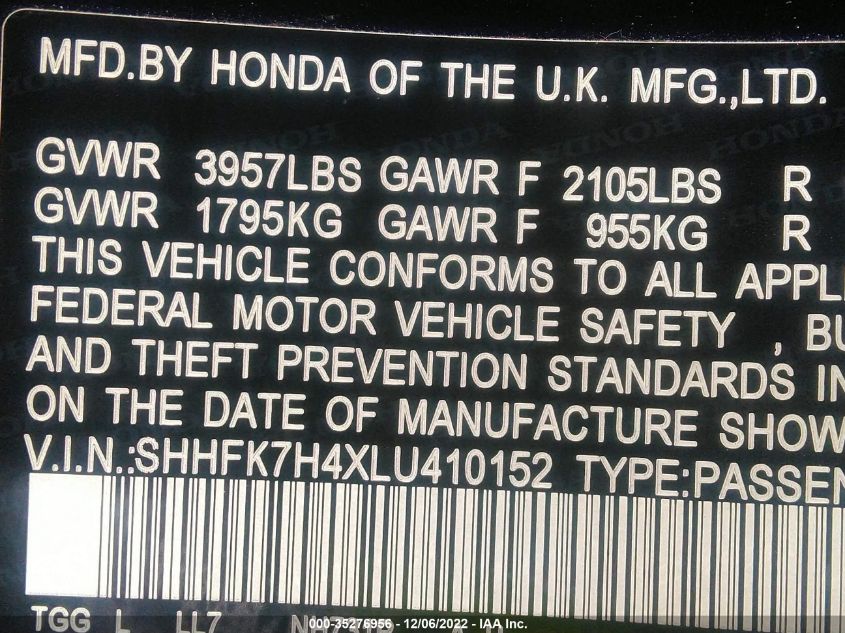 MFD.BY HONDA OF THE U.K. MFG.,LTD.
GVWR 3957LBS GAWR F 2105LBS R
GVWR 1795KG GAWR F 955KG R
THIS VEHICLE CONFORMS TO ALL APPLI
FEDERAL MOTOR VEHICLE SAFETY , BU
AND THEFT PREVENTION STANDARDS IN
ON THE DATE OF MANUFACTURE SHOW
V.I.N.:SHHFK7H4XLU410152 TYPE:PASSEN
TGG L LL7
000-35276956 - 12/06/2022 - IAA Inc.